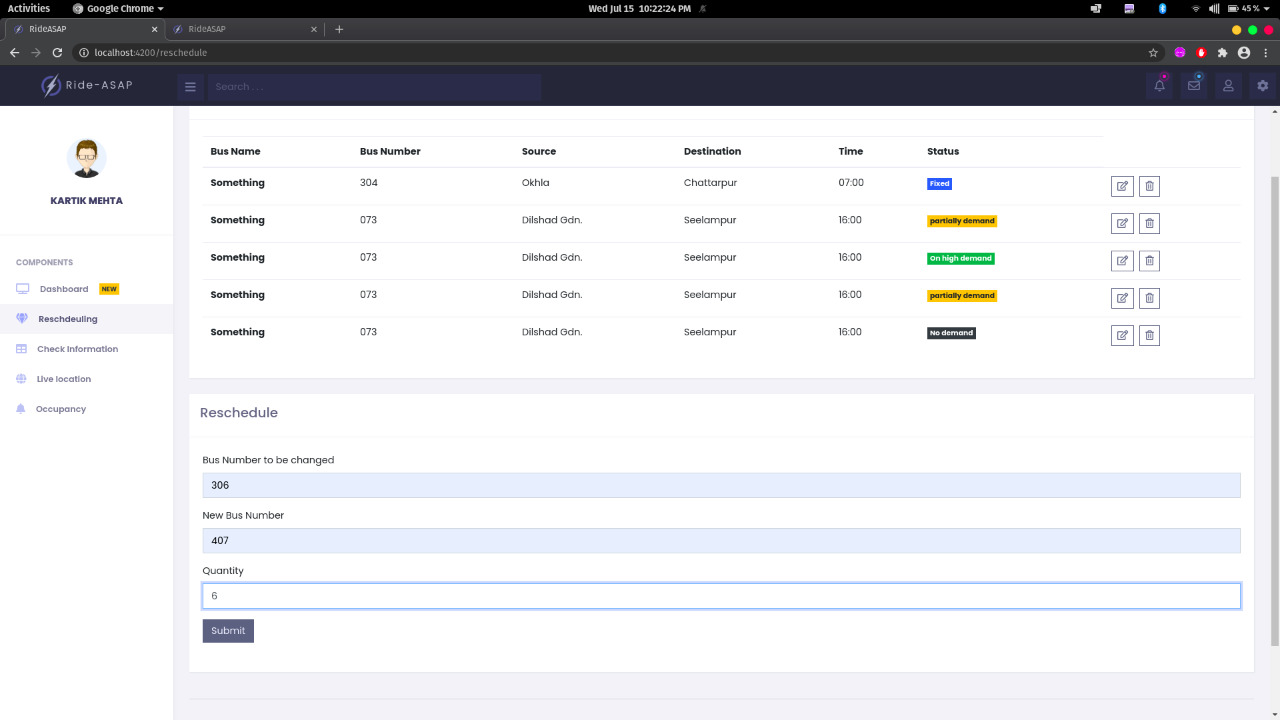 Activities Google Chrome Wed Jul 15 10:22:24 PM 45 %
RideASAP RideASAP
localhost:4200/reschedule
Ride-ASAP Search . . .
KARTIK MEHTA
COMPONENTS
Dashboard NEW
Reschdeuling
Check Information
Live location
Occupancy
Bus Name Bus Number Source Destination Time Status
Something 304 Okhla Chattarpur 07:00 Fixed
Something 073 Dilshad Gdn. Seelampur 16:00 partially demand
Something 073 Dilshad Gdn. Seelampur 16:00 On high demand
Something 073 Dilshad Gdn. Seelampur 16:00 partially demand
Something 073 Dilshad Gdn. Seelampur 16:00 No demand
Reschedule
Bus Number to be changed
306
New Bus Number
407
Quantity
6
Submit